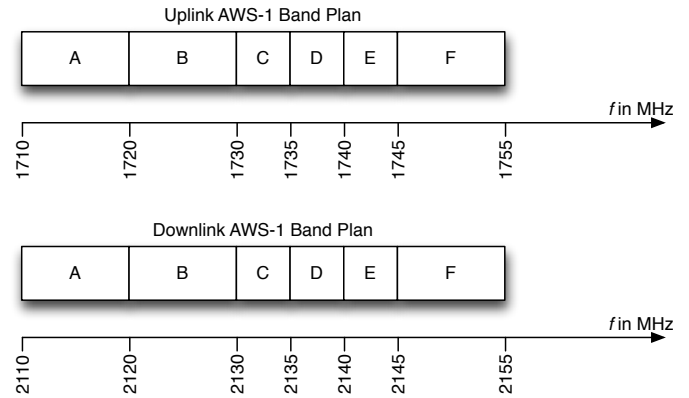 Uplink AWS-1 Band Plan
A B C D E F
f in MHz
1710 1720 1730 1735 1740 1745 1755
Downlink AWS-1 Band Plan
A B C D E F
f in MHz
2110 2120 2130 2135 2140 2145 2155